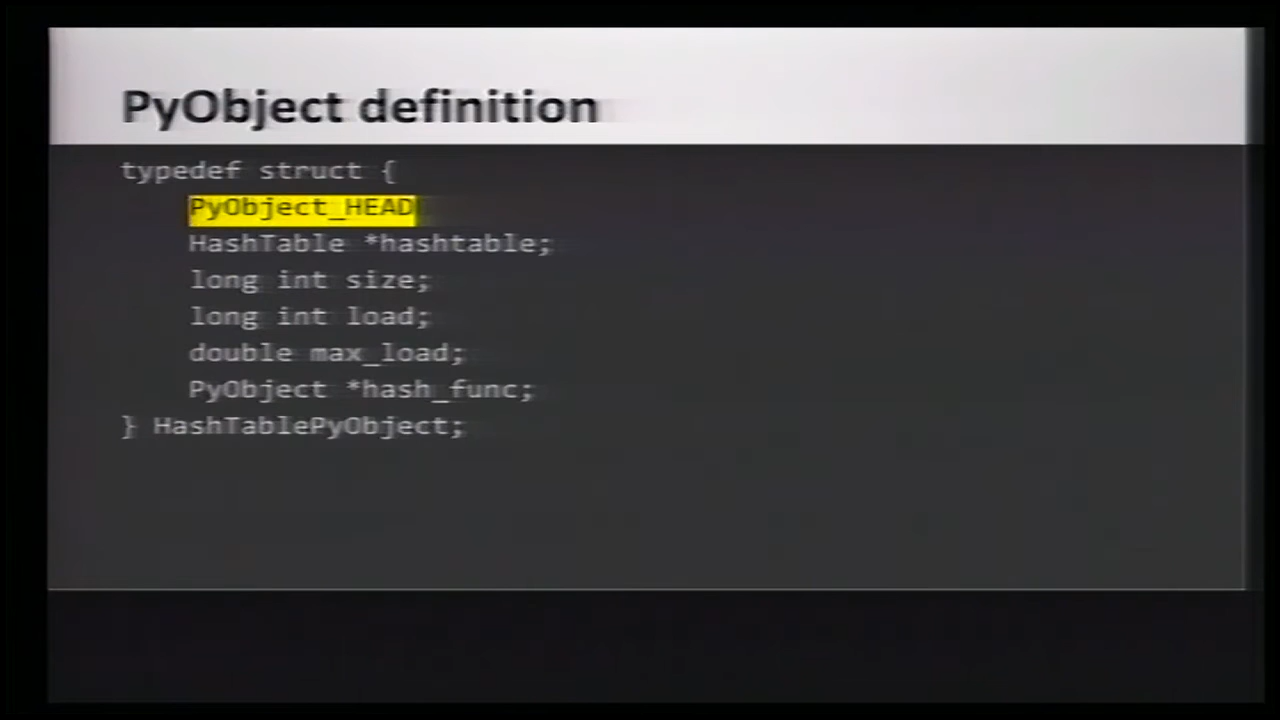 PyObject definition
typedef struct {
PyObject_HEAD
HashTable *hashtable;
long int size;
long int load;
double max_load;
PyObject *hash_func;
} HashTablePyObject;